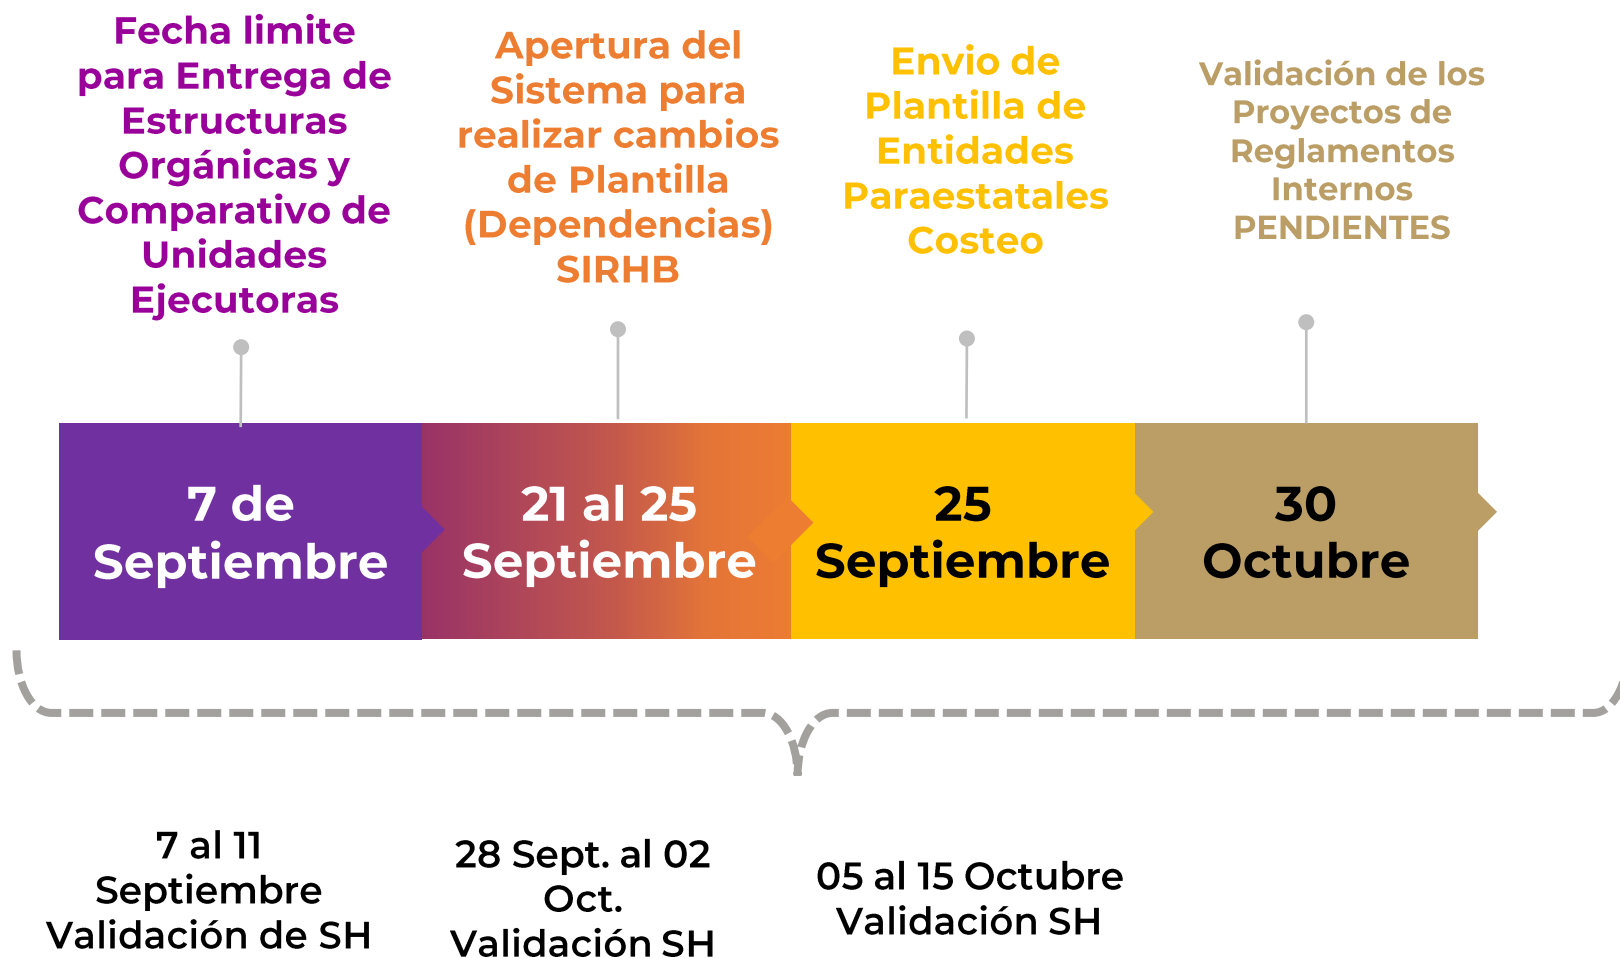 Fecha limite
para Entrega de
Estructuras
Orgánicas y
Comparativo de
Unidades
Ejecutoras
Apertura del
Sistema para
realizar cambios
de Plantilla
(Dependencias)
SIRHB
Envio de
Plantilla de
Entidades
Paraestatales
Costeo
Validación de los
Proyectos de
Reglamentos
Internos
PENDIENTES
7 de
Septiembre
21 al 25
Septiembre
25
Septiembre
30
Octubre
7 al 11
Septiembre
Validación de SH
28 Sept. al 02
Oct.
Validación SH
05 al 15 Octubre
Validación SH